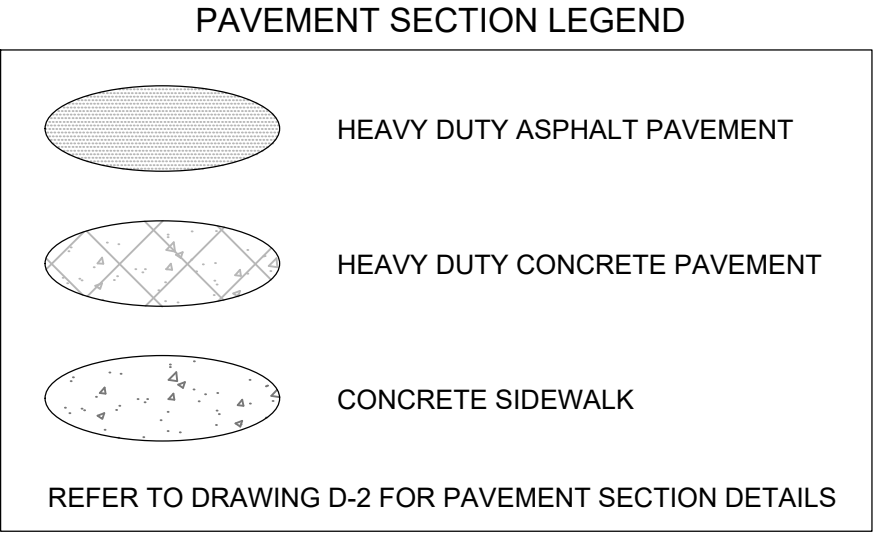 PAVEMENT SECTION LEGEND
HEAVY DUTY ASPHALT PAVEMENT
HEAVY DUTY CONCRETE PAVEMENT
CONCRETE SIDEWALK
REFER TO DRAWING D-2 FOR PAVEMENT SECTION DETAILS